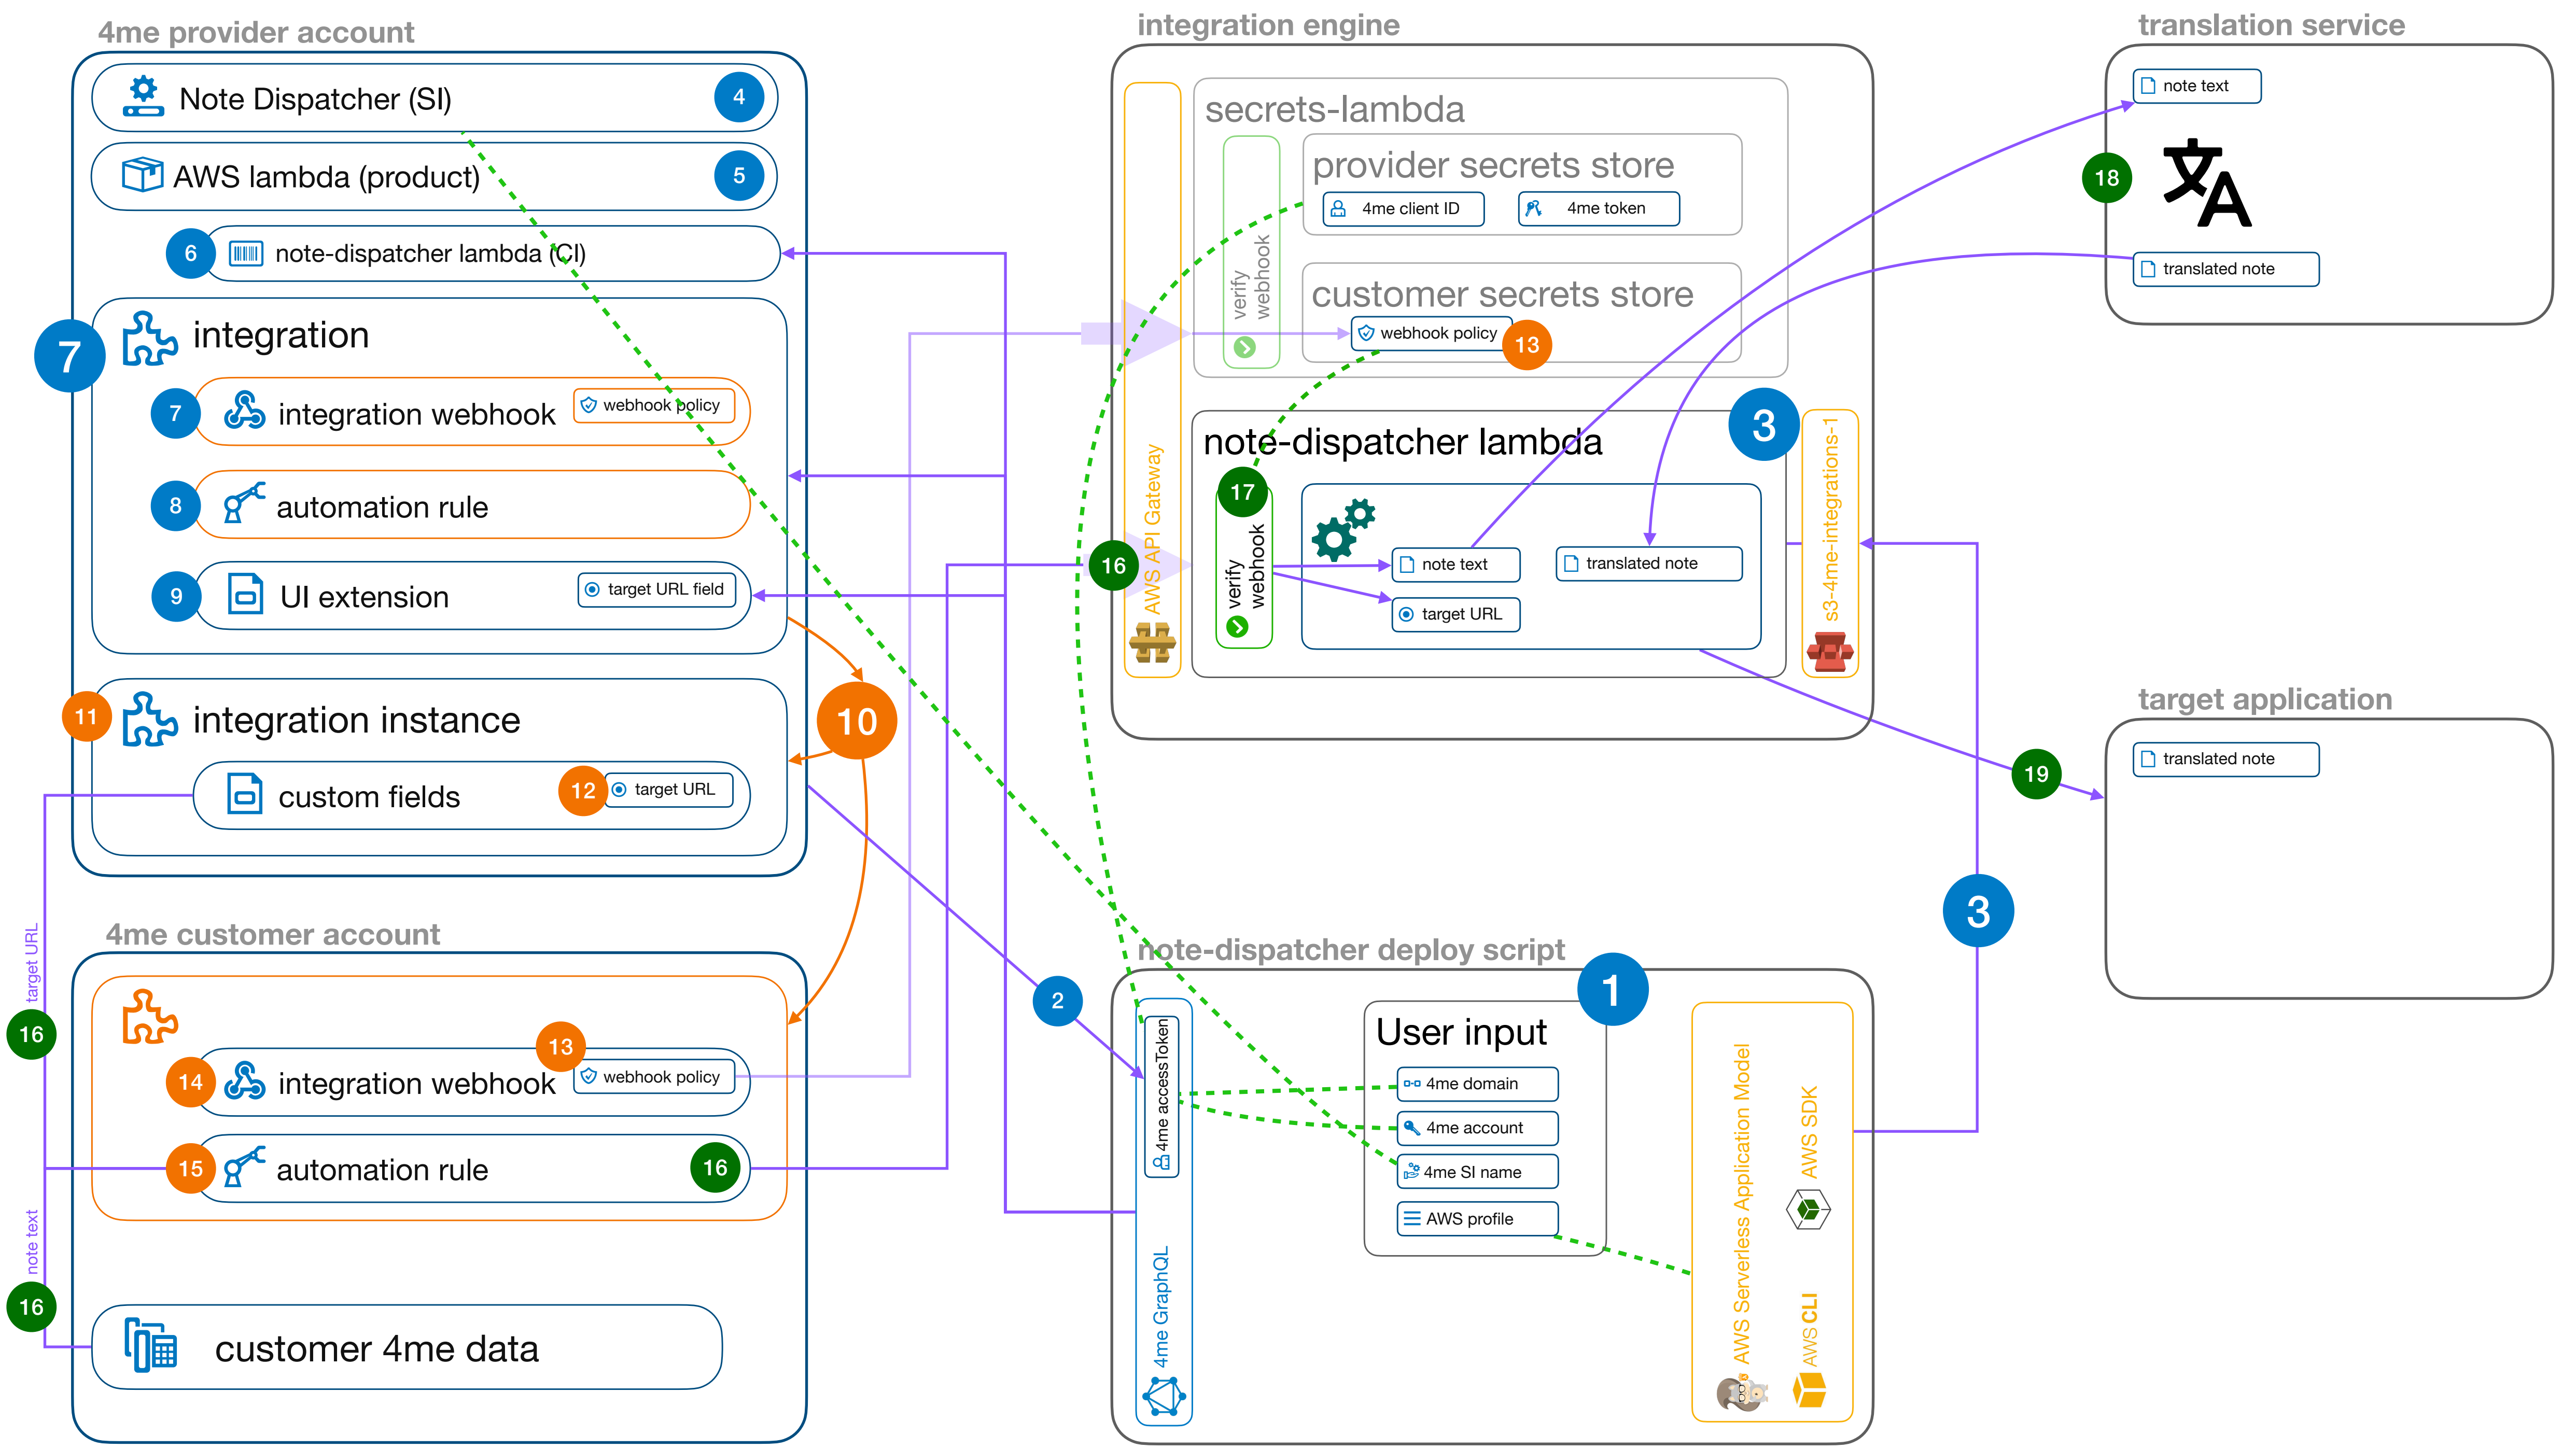 4me provider account
Note Dispatcher (SI)
4
AWS lambda (product)
5
6
note-dispatcher lambda (CI)
7
integration
7
integration webhook
webhook policy
8
automation rule
9
UI extension
target URL field
10
11
integration instance
custom fields
12
target URL
4me customer account
13
14
integration webhook
webhook policy
15
automation rule
16
customer 4me data
target URL
16
note text
16
2
integration engine
AWS API Gateway
16
secrets-lambda
verify
webhook
provider secrets store
4me client ID
4me token
customer secrets store
webhook policy
13
note-dispatcher lambda
3
17
verify
webhook
note text
target URL
translated note
s3-4me-integrations-1
note-dispatcher deploy script
1
4me accessToken
4me GraphQL
User input
4me domain
4me account
4me SI name
AWS profile
AWS Serverless Application Model
AWS SDK
AWS CLI
3
translation service
note text
18
文A
translated note
target application
translated note
19